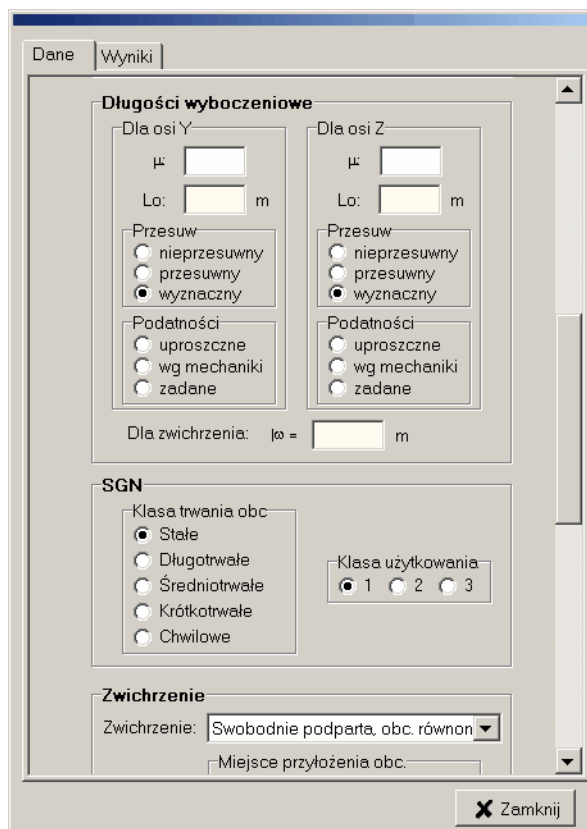 Dane Wyniki
Długości wyboczeniowe
Dla osi Y Dla osi Z
μ: μ:
Lo: m Lo: m
Przesuw Przesuw
nieprzesuwny nieprzesuwny
przesuwny przesuwny
wyznaczny wyznaczny
Podatności Podatności
uproszczne uproszczne
wg mechaniki wg mechaniki
zadane zadane
Dla zwichrzenia: lω = m
SGN
Klasa trwania obc
Stałe
Długotrwałe
Średniotrwałe
Krótkotrwałe
Chwilowe
Klasa użytkowania
1 2 3
Zwichrzenie
Zwichrzenie: Swobodnie podparta, obc. równon
Miejsce przyłożenia obc.
Zamknij